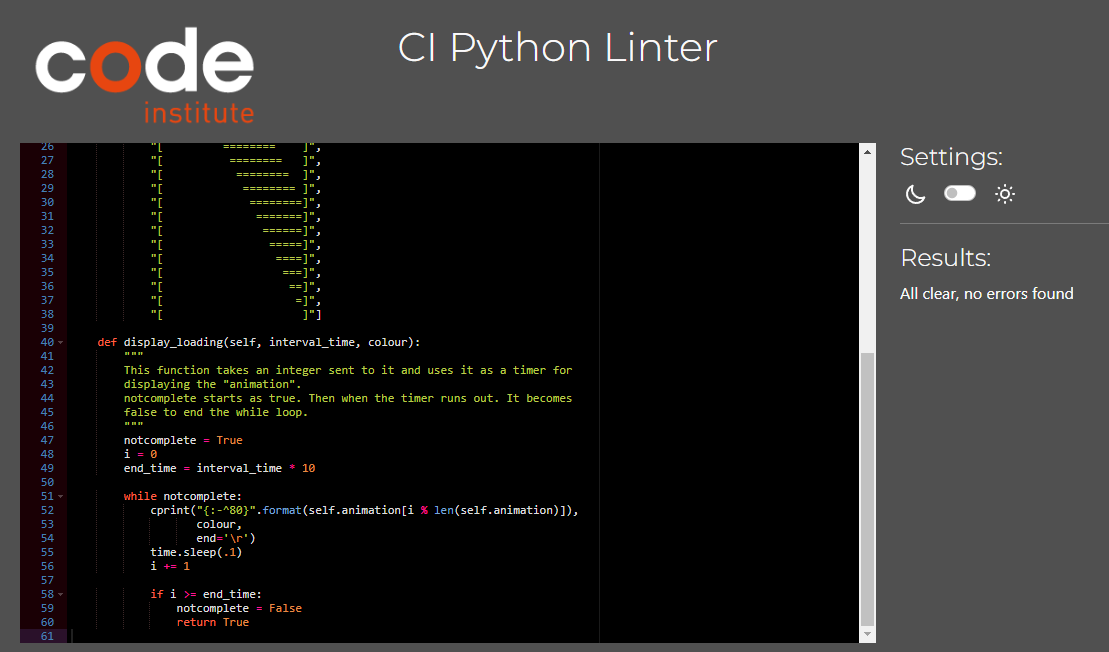 code
institute
CI Python Linter
26 "[         ========    ]",
27 "[          ========   ]",
28 "[           ========  ]",
29 "[            ======== ]",
30 "[             ========]",
31 "[              =======]",
32 "[               ======]",
33 "[                =====]",
34 "[                 ====]",
35 "[                  ===]",
36 "[                   ==]",
37 "[                    =]",
38 "[                     ]"]
39
40 def display_loading(self, interval_time, colour):
41 """
42 This function takes an integer sent to it and uses it as a timer for
43 displaying the "animation".
44 notcomplete starts as true. Then when the timer runs out. It becomes
45 false to end the while loop.
46 """
47 notcomplete = True
48 i = 0
49 end_time = interval_time * 10
50
51 while notcomplete:
52 cprint("{:-^80}".format(self.animation[i % len(self.animation)]),
53 colour,
54 end='\r')
55 time.sleep(.1)
56 i += 1
57
58 if i >= end_time:
59 notcomplete = False
60 return True
61
Settings:
Results:
All clear, no errors found